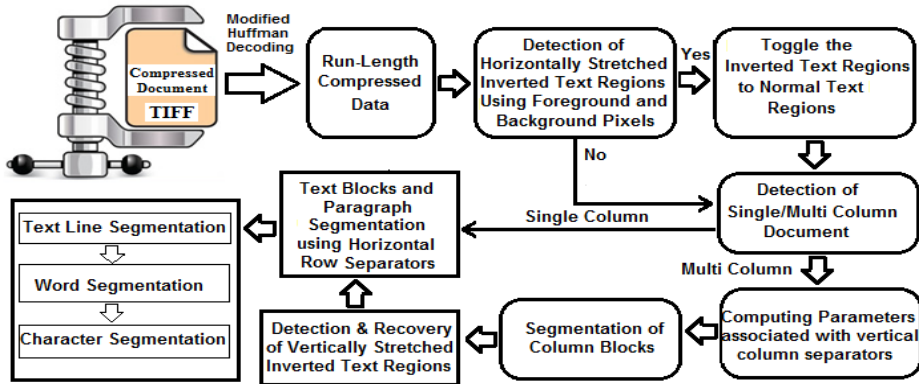 Modified
Huffman
Decoding
Compressed
Document
TIFF
Run-Length
Compressed
Data
Detection of
Horizontally Stretched
Inverted Text Regions
Using Foreground and
Background Pixels
Yes
Toggle the
Inverted Text Regions
to Normal Text
Regions
No
Detection of
Single/Multi Column
Document
Single Column
Multi Column
Computing Parameters
associated with vertical
column separators
Segmentation of
Column Blocks
Detection & Recovery
of Vertically Stretched
Inverted Text Regions
Text Blocks and
Paragraph
Segmentation
using Horizontal
Row Separators
Text Line Segmentation
Word Segmentation
Character Segmentation